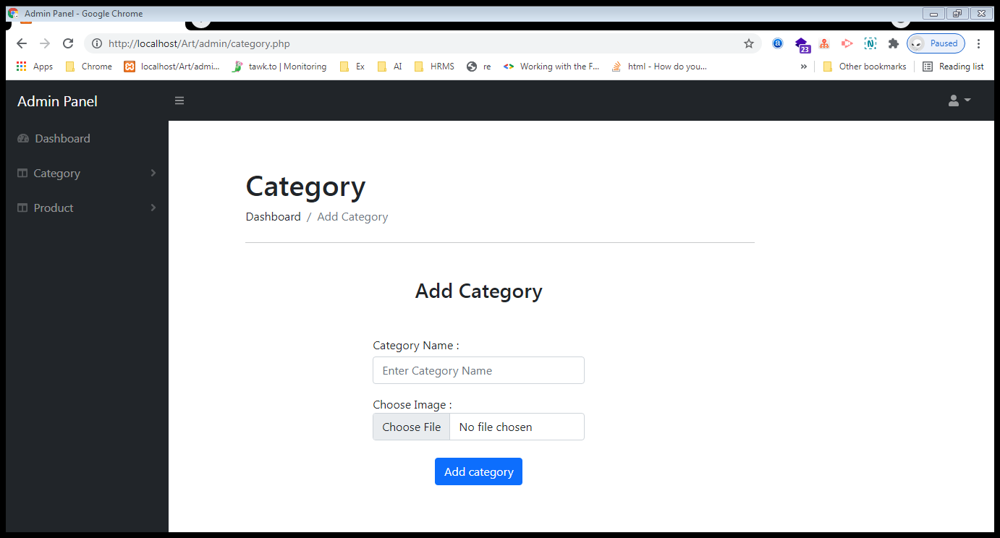 Admin Panel - Google Chrome
http://localhost/Art/admin/category.php
23
Paused
Apps Chrome localhost/Art/admi... tawk.to | Monitoring Ex AI HRMS re Working with the F... html - How do you... » Other bookmarks Reading list
Admin Panel
Dashboard
Category
Product
Category
Dashboard / Add Category
Add Category
Category Name :
Enter Category Name
Choose Image :
Choose File No file chosen
Add category